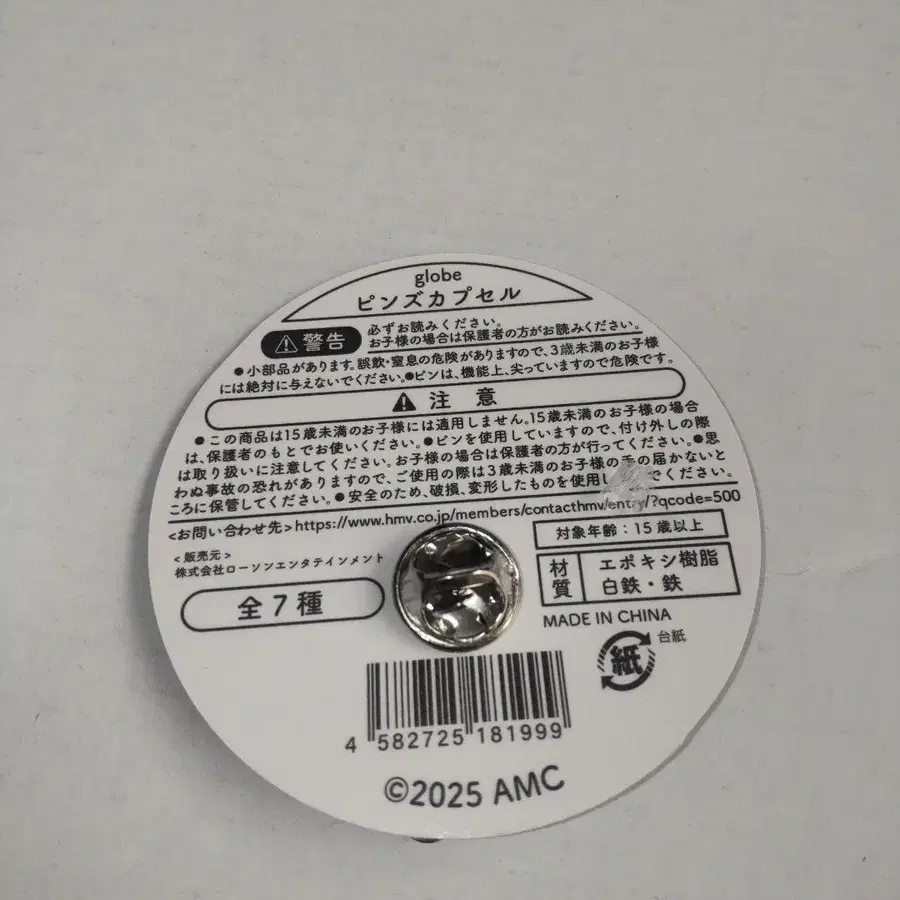 globe
ピンズカプセル
警告
必ずお読みください。
お子様の場合は保護者の方がお読みください。
●小部品があります。誤飲・窒息の危険がありますので、3歳未満のお子様
には絶対に与えないでください。●ピンは、機能上、尖っていますので危険です。
注意
●この商品は15歳未満のお子様には適用しません。15歳未満のお子様の場合
は、保護者のもとでお使いください。●ピンを使用していますので、付け外しの際
は取り扱いに注意してください。お子様の場合は保護者の方が行ってください。●思
わぬ事故の恐れがありますので、ご使用の際は3歳未満のお子様の手の届かないと
ころに保管してください。●安全のため、破損、変形したものを使用し でください。
<お問い合わせ先>https://www.hmv.co.jp/members/contacthmv/entry/?qcode=500
<販売元>
株式会社ローソンエンタテインメント
対象年齢:15歳以上
全7種
材質
エポキシ樹脂
白鉄・鉄
MADE IN CHINA
紙
台紙
4 582725 181999
©2025 AMC